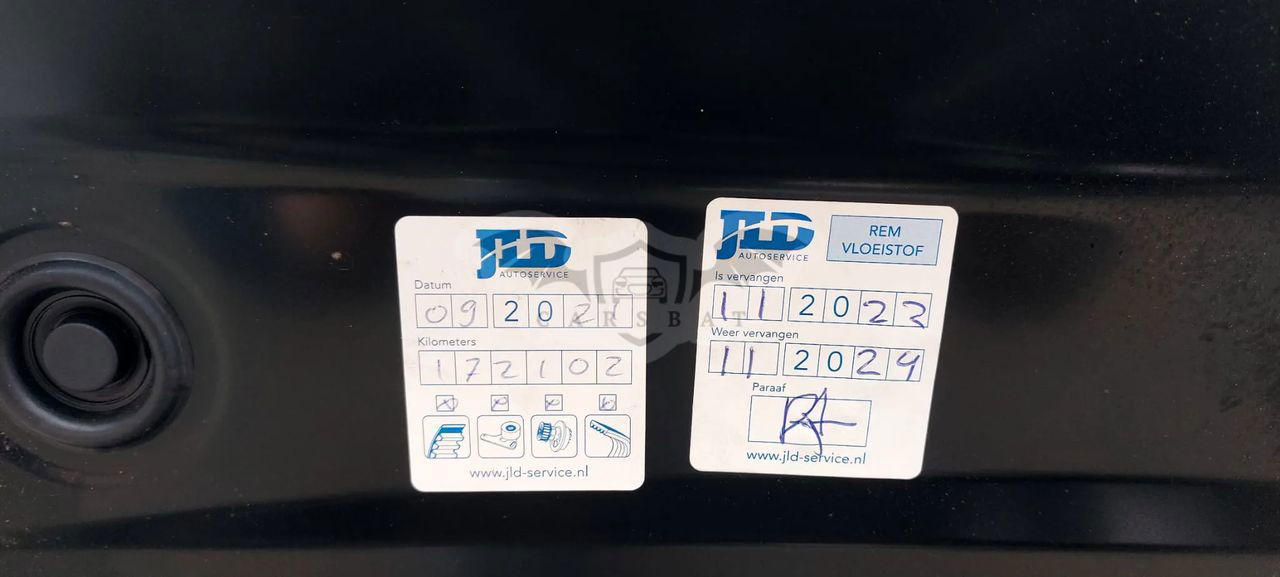 JLD
AUTOSERVICE
Datum
09 2021
Kilometers
172102
www.jld-service.nl
JLD
AUTOSERVICE
REM
VLOEISTOF
Is vervangen
11 2022
Weer vervangen
11 2024
Paraaf
www.jld-service.nl
CARSBAT